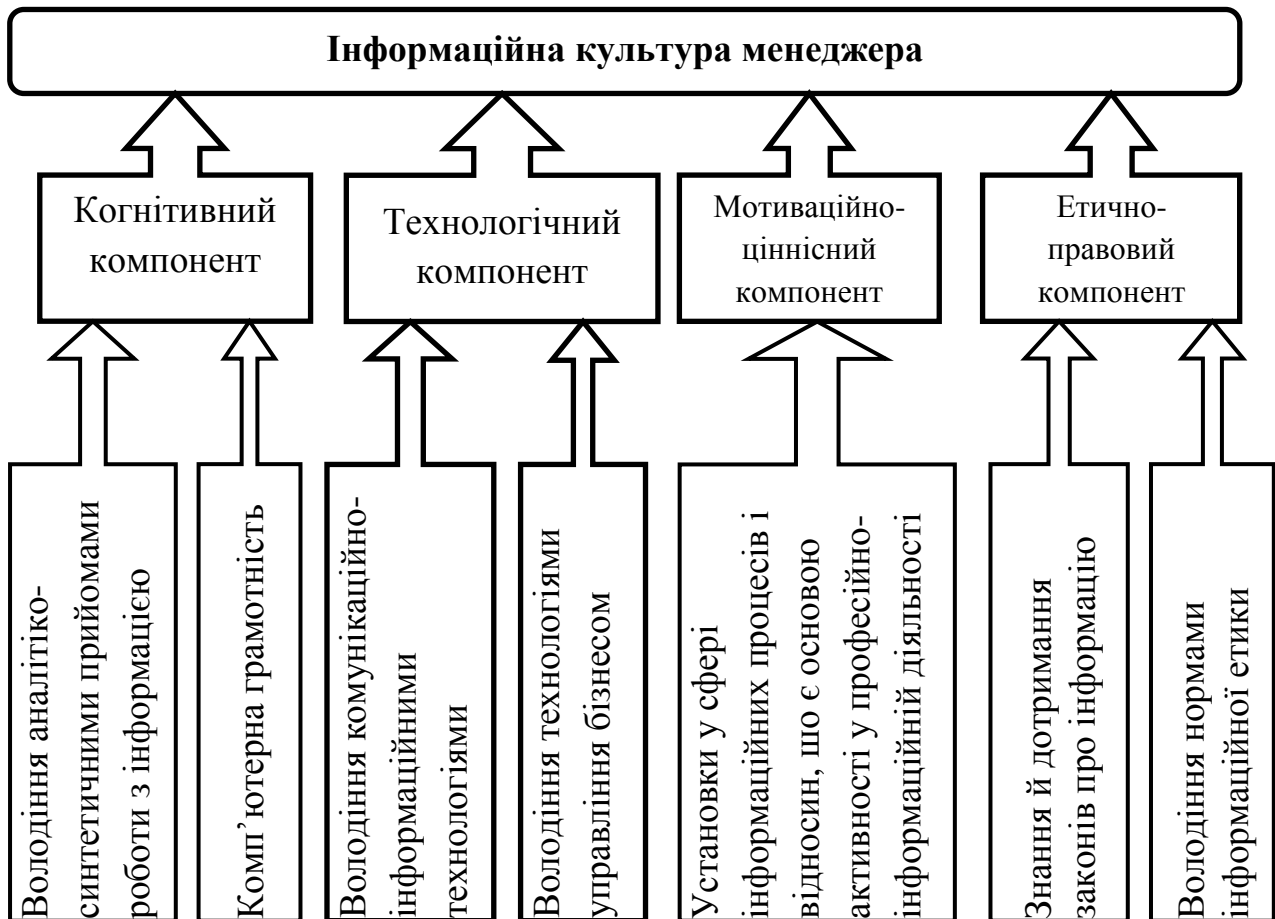 Інформаційна культура менеджера
Когнітивний
компонент
Технологічний
компонент
Мотиваційно-
ціннісний
компонент
Етично-
правовий
компонент
Володіння аналітіко-
синтетичними прийомами
роботи з інформацією
Комп’ютерна грамотність
Володіння комунікаційно-
інформаційними
технологіями
Володіння технологіями
управління бізнесом
Установки у сфері
інформаційних процесів і
відносин, шо є основою
активності у професійно-
інформаційній діяльності
Знання й дотримання
законів про інформацію
Володіння нормами
інформаційної етики